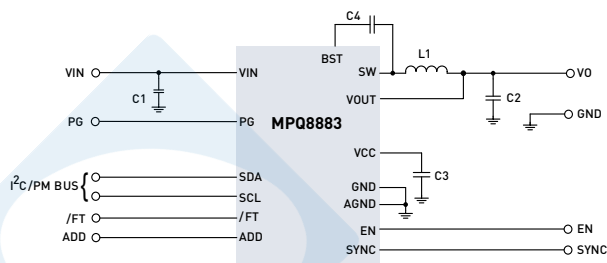 C4
BST
L1
VIN
VIN
SW
VO
C1
VOUT
C2
PG
PG
MPQ8883
GND
VCC
I²C/PM BUS
SDA
C3
SCL
GND
/FT
/FT
AGND
ADD
ADD
EN
EN
SYNC
SYNC